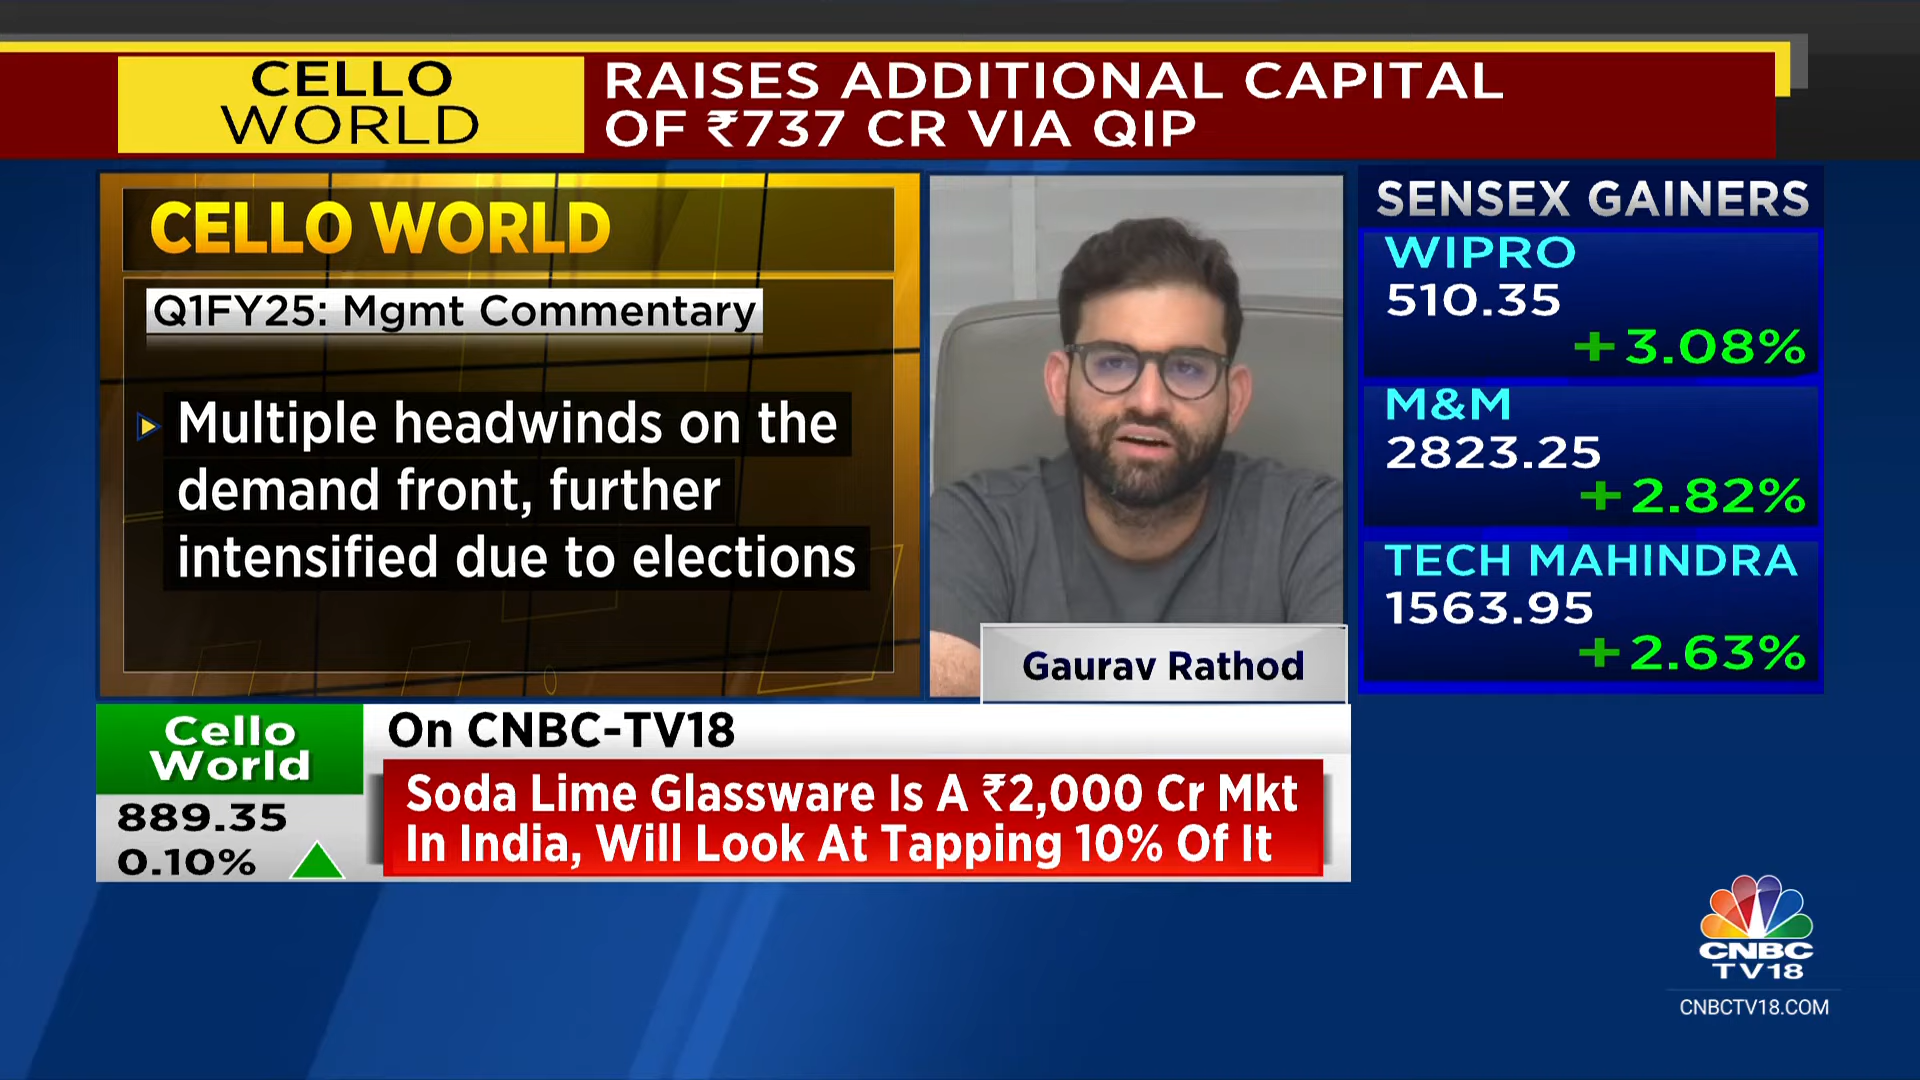 CELLO
WORLD
RAISES ADDITIONAL CAPITAL
OF ₹737 CR VIA QIP
CELLO WORLD
Q1FY25: Mgmt Commentary
Multiple headwinds on the
demand front, further
intensified due to elections
Gaurav Rathod
SENSEX GAINERS
WIPRO
510.35
+3.08%
M&M
2823.25
+2.82%
TECH MAHINDRA
1563.95
+2.63%
Cello
World
889.35
0.10%
On CNBC-TV18
Soda Lime Glassware Is A ₹2,000 Cr Mkt
In India, Will Look At Tapping 10% Of It
CNBC
TV18
CNBCTV18.COM